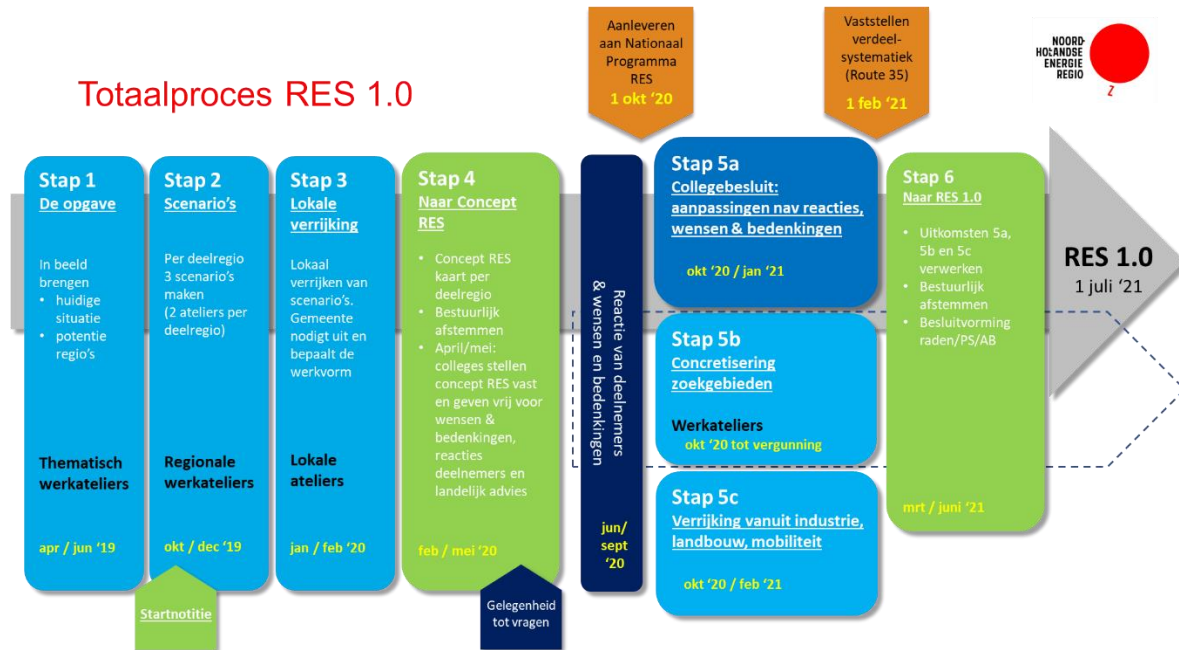 Totaalproces RES 1.0
Aanleveren
aan Nationaal
Programma
RES
1 okt ‘20
Vaststellen
verdeel-
systematiek
(Route 35)
1 feb ‘21
NOORD-
HOLLANDSE
ENERGIE
REGIO
Z
Stap 1
De opgave
In beeld
brengen
• huidige
situatie
• potentie
regio's
Thematisch
werkateliers
apr / jun ‘19
Stap 2
Scenario's
Per deelregio
3 scenario's
maken
(2 ateliers per
deelregio)
Regionale
werkateliers
okt / dec ‘19
Startnotitie
Stap 3
Lokale
verrijking
Lokaal
verrijken van
scenario's.
Gemeente
nodigt uit en
bepaalt de
werkvorm
Lokale
ateliers
jan / feb ‘20
Stap 4
Naar Concept
RES
• Concept RES
kaart per
deelregio
• Bestuurlijk
afstemmen
• April/mei:
colleges stellen
concept RES vast
en geven vrij voor
wensen &
bedenkingen,
reacties
deelnemers en
landelijk advies
feb / mei ‘20
Gelegenheid
tot vragen
Reactie van deelnemers
& wensen en bedenkingen
jun/
sept
‘20
Stap 5a
Collegebesluit:
aanpassingen nav reacties,
wensen & bedenkingen
okt ‘20 / jan ‘21
Stap 5b
Concretisering
zoekgebieden
Werkateliers
okt ‘20 tot vergunning
Stap 5c
Verrijking vanuit industrie,
landbouw, mobiliteit
okt ‘20 / feb ‘21
Stap 6
Naar RES 1.0
• Uitkomsten 5a,
5b en 5c
verwerken
• Bestuurlijk
afstemmen
• Besluitvorming
raden/PS/AB
mrt / juni ‘21
RES 1.0
1 juli ‘21